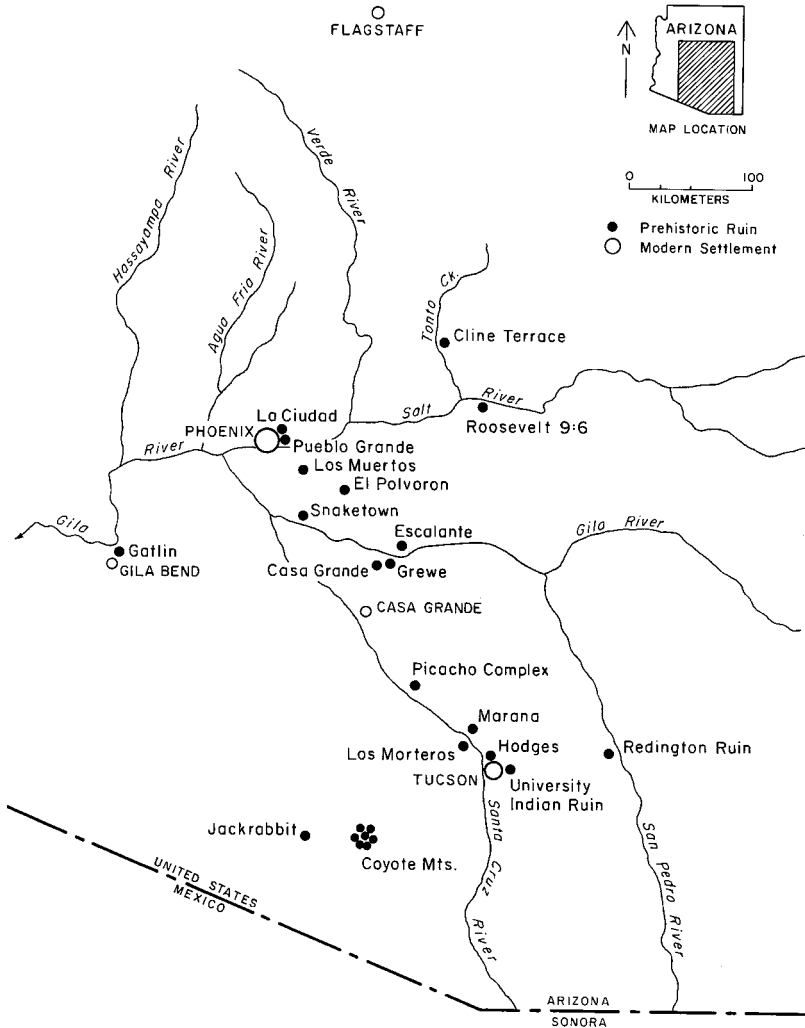 FLAGSTAFF
ARIZONA
N
MAP LOCATION
0 100
KILOMETERS
Prehistoric Ruin
Modern Settlement
Hassayampa River
Verde River
Agua Fria River
Tonto Ck.
Cline Terrace
Salt River
Roosevelt 9:6
La Ciudad
PHOENIX
Pueblo Grande
River
Los Muertos
El Polvoron
Snaketown
Gila
Gatlin
GILA BEND
Escalante
Gila River
Casa Grande
Grewe
CASA GRANDE
Picacho Complex
Marana
Los Morteros
Hodges
Redington Ruin
TUCSON
University
Indian Ruin
Jackrabbit
Coyote Mts.
Santa Cruz River
San Pedro River
UNITED STATES
MEXICO
ARIZONA
SONORA